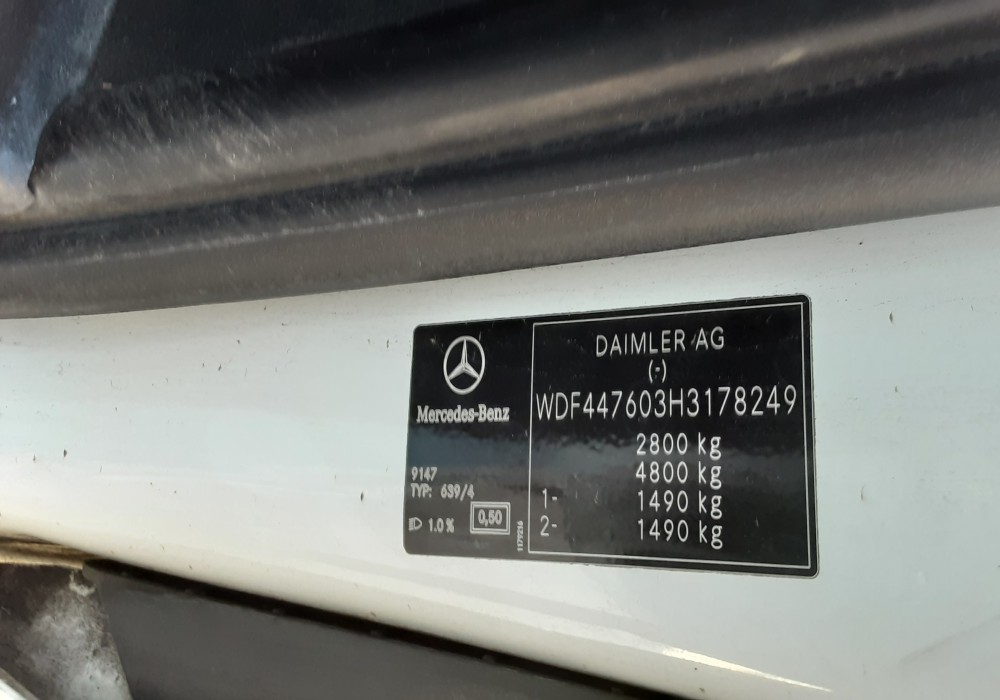 Mercedes-Benz
9147
TYP: 639/4
1.0 %
0,50
1179216
DAIMLER AG
(-)
WDF447603H3178249
2800 kg
4800 kg
1- 1490 kg
2- 1490 kg